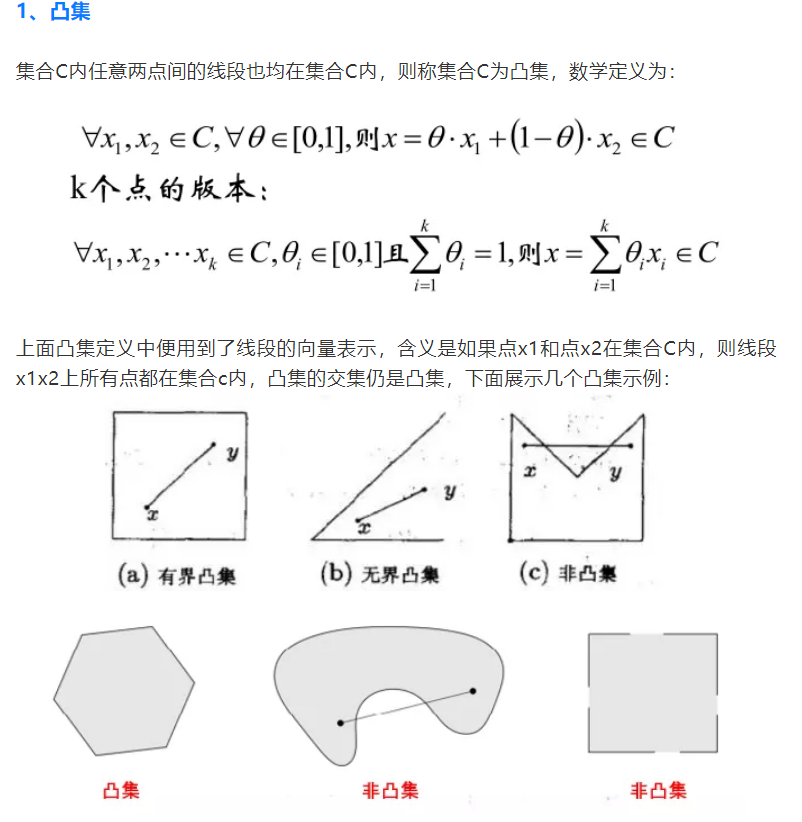 1、凸集
集合C内任意两点间的线段也均在集合C内，则称集合C为凸集，数学定义为：
∀x₁,x₂ ∈C,∀θ∈[0,1],则x=θ·x₁+(1−θ)·x₂ ∈C
k个点的版本：
∀x₁,x₂,⋯xₖ ∈C,θᵢ ∈[0,1]且∑ᵢ₌₁ᵏ θᵢ =1,则x=∑ᵢ₌₁ᵏ θᵢxᵢ ∈C
上面凸集定义中便用到了线段的向量表示，含义是如果点x1和点x2在集合C内，则线段
x1x2上所有点都在集合c内，凸集的交集仍是凸集，下面展示几个凸集示例：
x y x y x y
(a) 有界凸集 (b) 无界凸集 (c) 非凸集
凸集 非凸集 非凸集